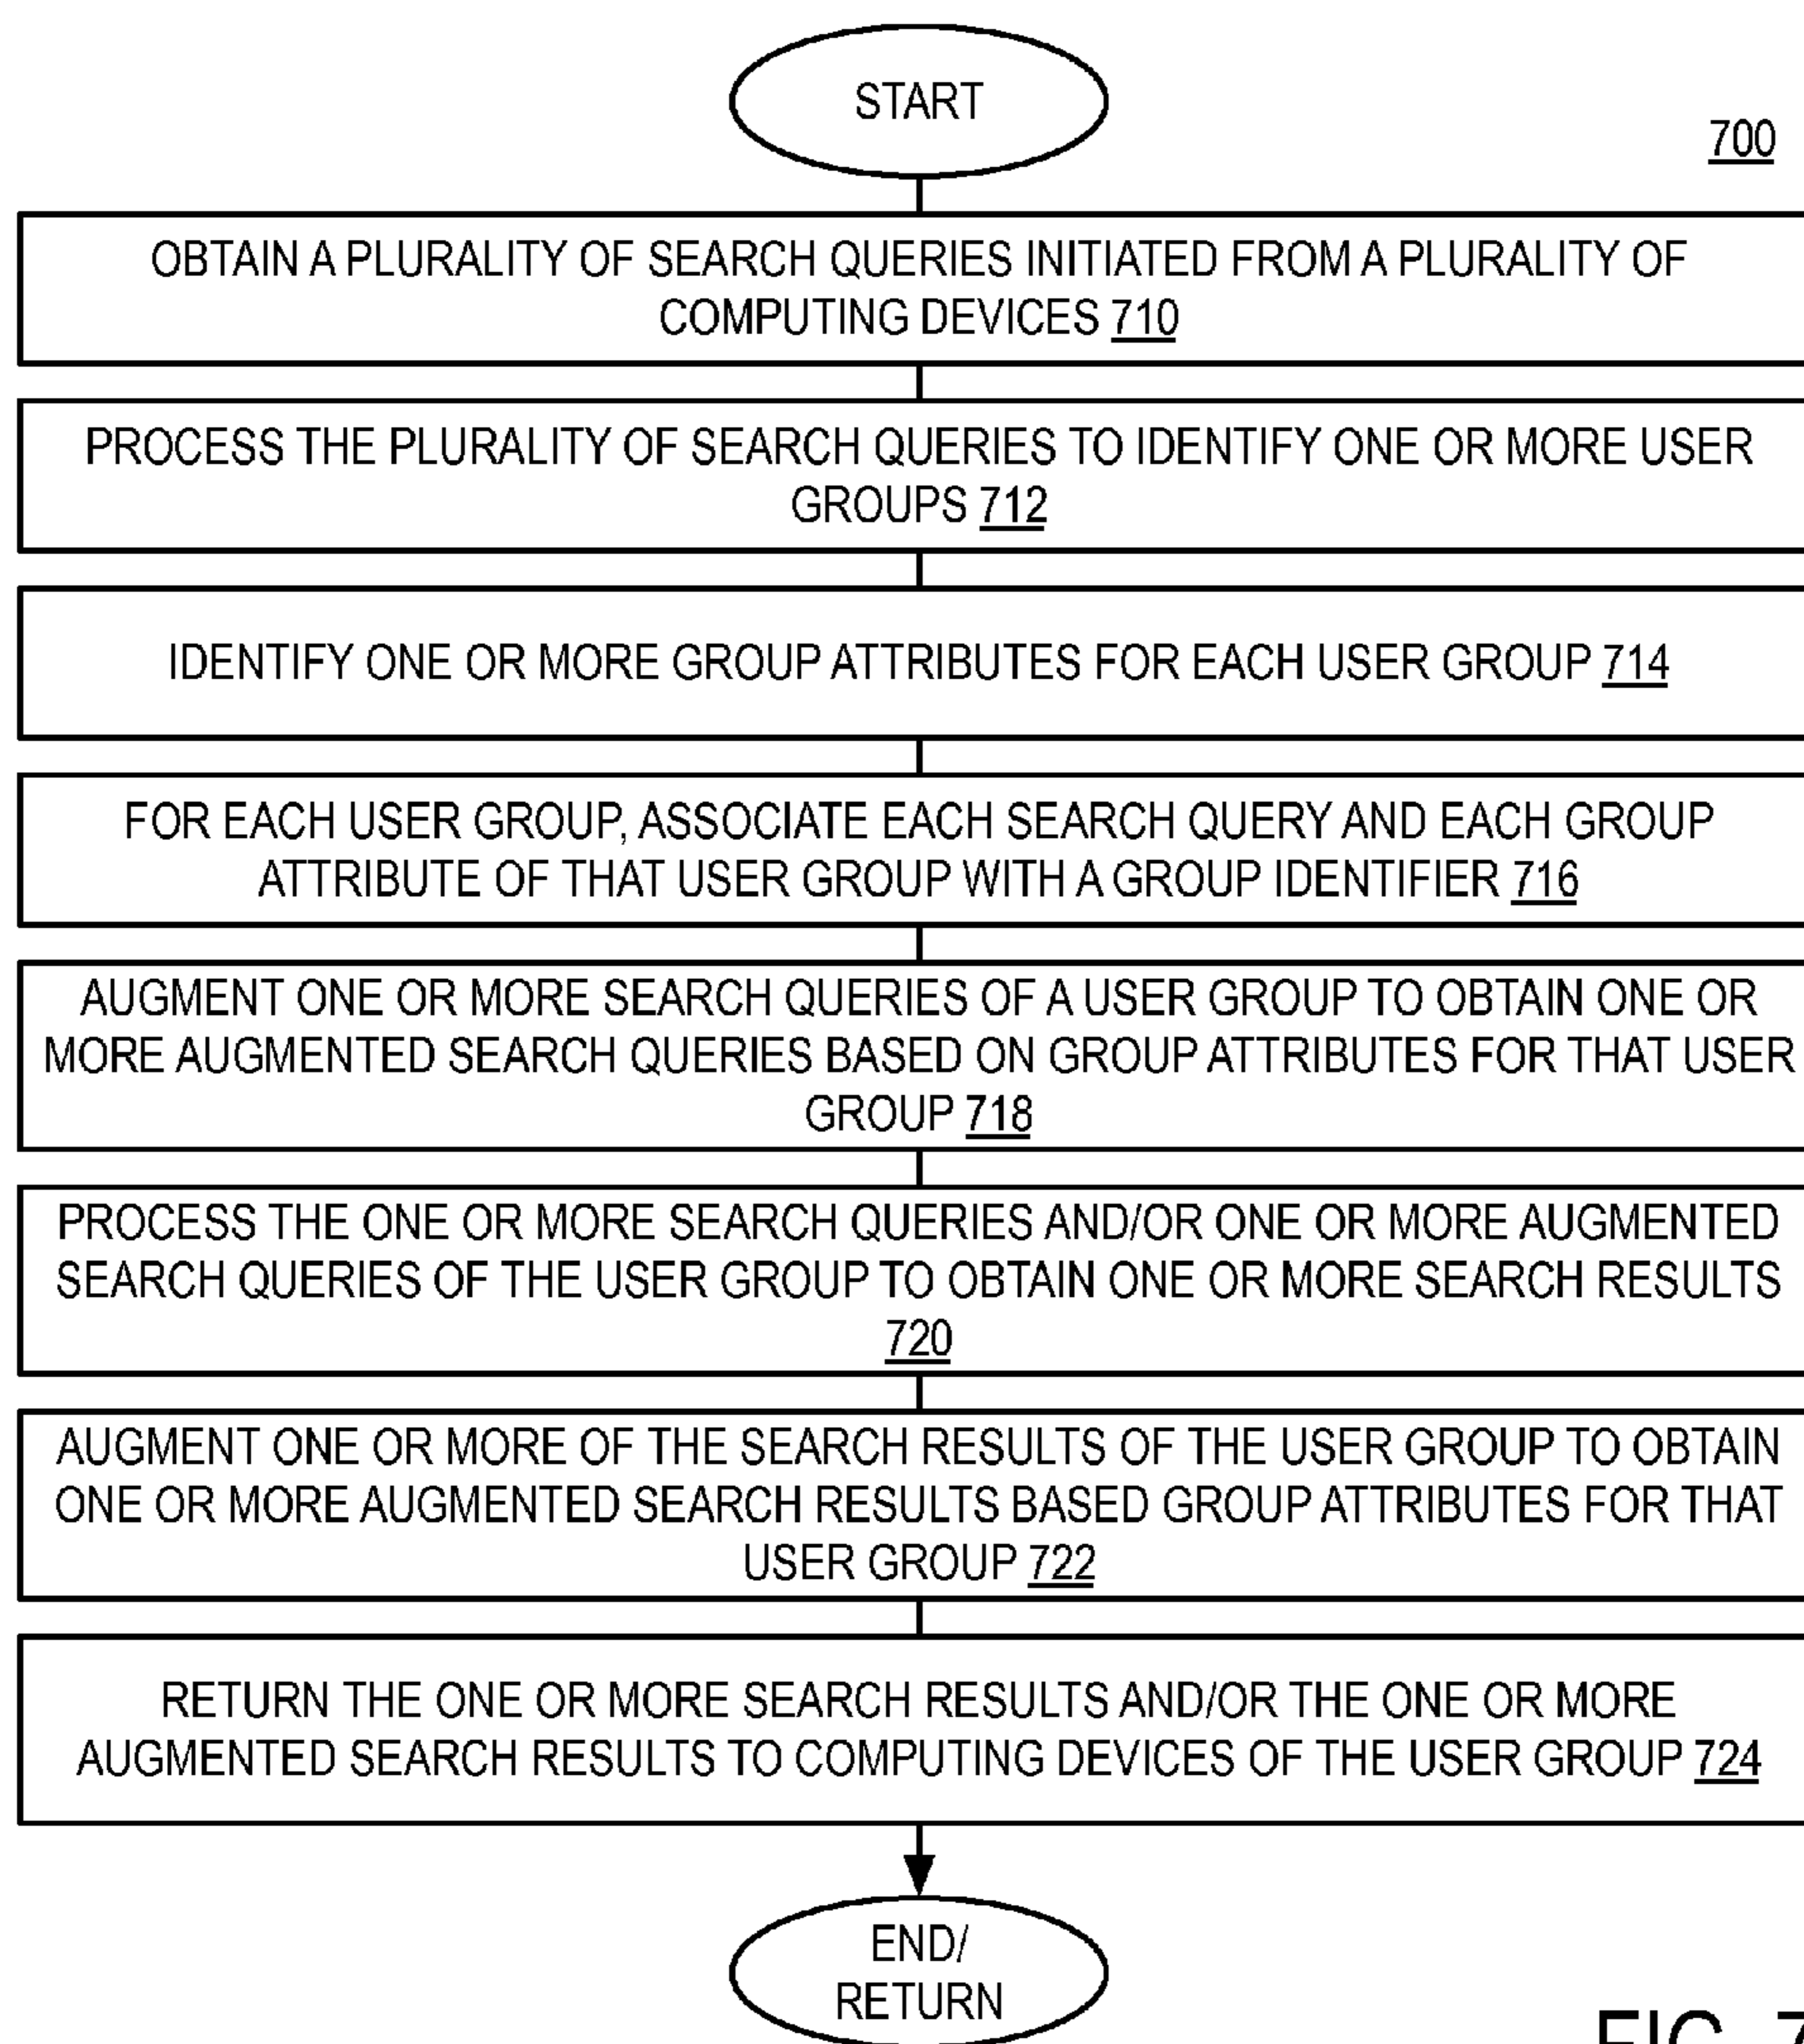 START
700
OBTAIN A PLURALITY OF SEARCH QUERIES INITIATED FROM A PLURALITY OF
COMPUTING DEVICES 710
PROCESS THE PLURALITY OF SEARCH QUERIES TO IDENTIFY ONE OR MORE USER
GROUPS 712
IDENTIFY ONE OR MORE GROUP ATTRIBUTES FOR EACH USER GROUP 714
FOR EACH USER GROUP, ASSOCIATE EACH SEARCH QUERY AND EACH GROUP
ATTRIBUTE OF THAT USER GROUP WITH A GROUP IDENTIFIER 716
AUGMENT ONE OR MORE SEARCH QUERIES OF A USER GROUP TO OBTAIN ONE OR
MORE AUGMENTED SEARCH QUERIES BASED ON GROUP ATTRIBUTES FOR THAT USER
GROUP 718
PROCESS THE ONE OR MORE SEARCH QUERIES AND/OR ONE OR MORE AUGMENTED
SEARCH QUERIES OF THE USER GROUP TO OBTAIN ONE OR MORE SEARCH RESULTS
720
AUGMENT ONE OR MORE OF THE SEARCH RESULTS OF THE USER GROUP TO OBTAIN
ONE OR MORE AUGMENTED SEARCH RESULTS BASED GROUP ATTRIBUTES FOR THAT
USER GROUP 722
RETURN THE ONE OR MORE SEARCH RESULTS AND/OR THE ONE OR MORE
AUGMENTED SEARCH RESULTS TO COMPUTING DEVICES OF THE USER GROUP 724
END/
RETURN
FIG. 7